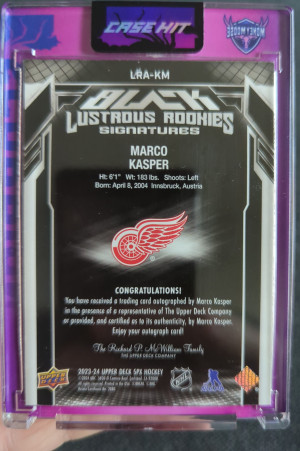 CASE HIT
LRA-KM
BLACK
LUSTROUS ROOKIES
SIGNATURES
MARCO
KASPER
Ht: 6'1" Wt: 183 lbs. Shoots: Left
Born: April 8, 2004 Innsbruck, Austria
CONGRATULATIONS!
You have received a trading card autographed by Marco Kasper
in the presence of a representative of The Upper Deck Company
or provided, and certified as to its authenticity, by Marco Kasper.
Enjoy your autograph card!
The Richard P. McWilliam Family
THE UPPER DECK COMPANY
2023-24 UPPER DECK SPX HOCKEY